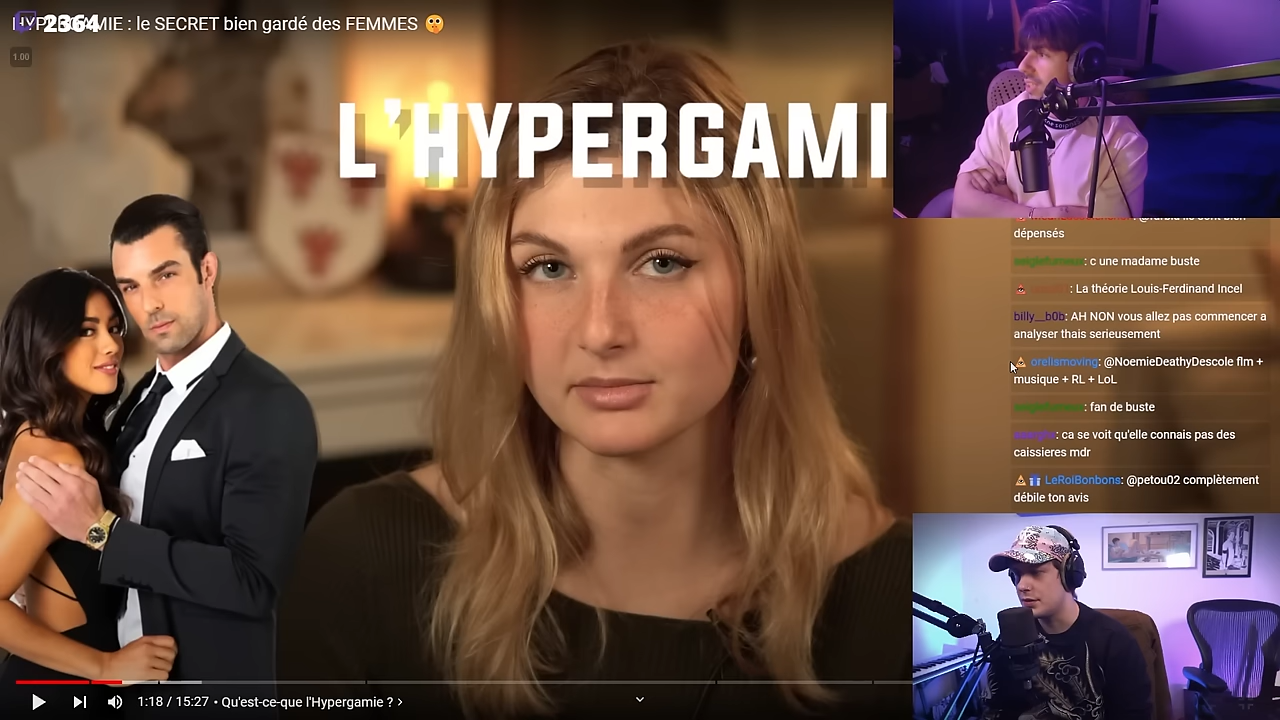 HYPERGAMIE : le SECRET bien gardé des FEMMES 🤫
2364
1.00
L'HYPERGAMI
dépensés
: c une madame buste
: La théorie Louis-Ferdinand Incel
billy__b0b: AH NON vous allez pas commencer a
analyser thais serieusement
orelismoving: @NoemieDeathyDescole flm +
musique + RL + LoL
: fan de buste
: ca se voit qu'elle connais pas des
caissieres mdr
LeRoiBonbons: @petou02 complètement
débile ton avis
1:18 / 15:27 • Qu'est-ce-que l'Hypergamie ? >